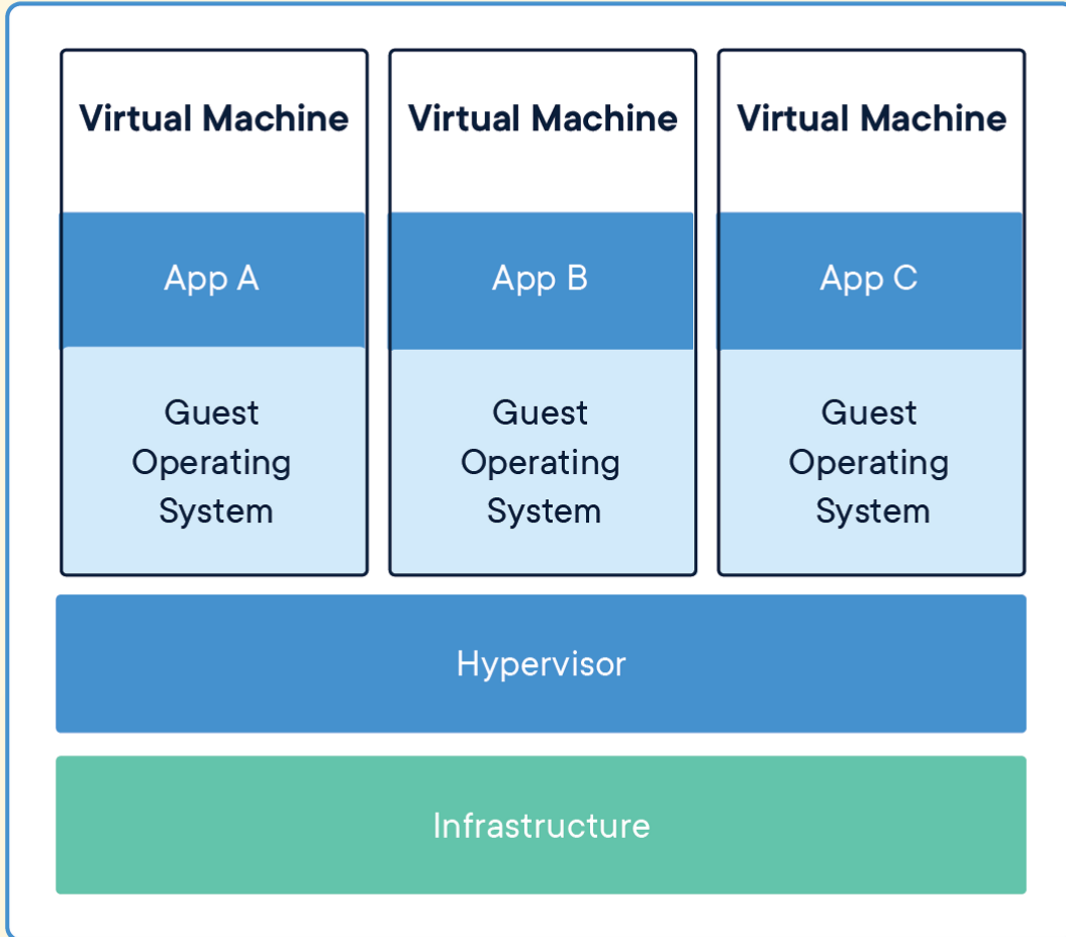 Virtual Machine
App A
Guest
Operating
System
Virtual Machine
App B
Guest
Operating
System
Virtual Machine
App C
Guest
Operating
System
Hypervisor
Infrastructure